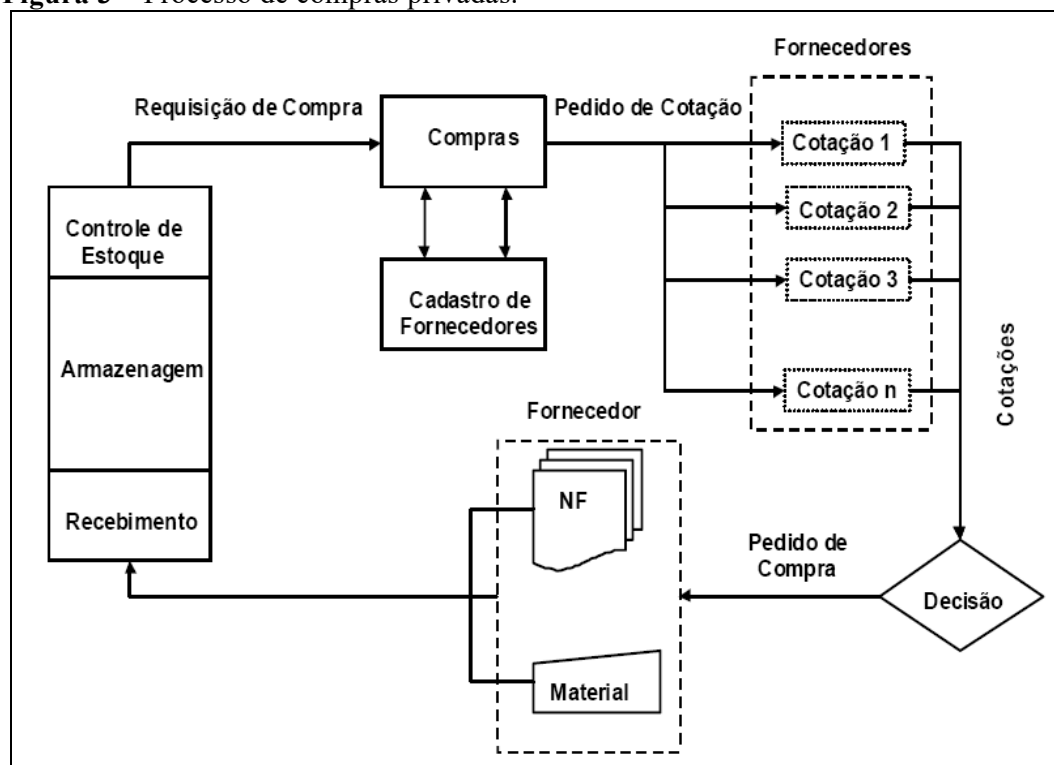 Figura 3 – Processo de compras privadas.
Fornecedores
Requisição de Compra
Pedido de Cotação
Compras
Cotação 1
Cotação 2
Cotação 3
Cotação n
Controle de
Estoque
Cadastro de
Fornecedores
Armazenagem
Cotações
Fornecedor
NF
Recebimento
Pedido de
Compra
Decisão
Material